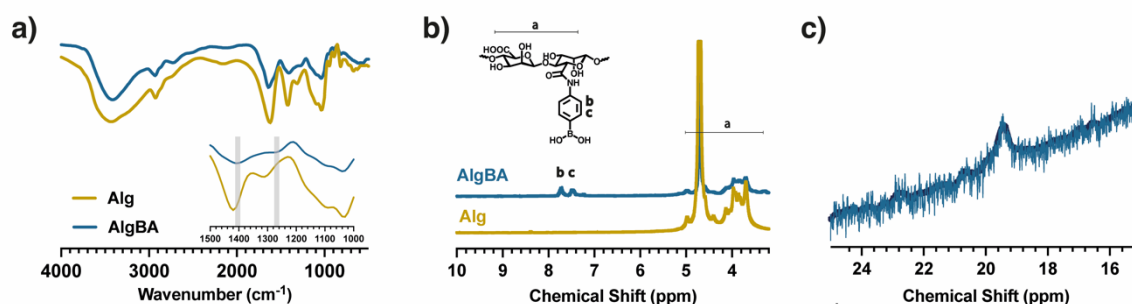 a)
Alg
AlgBA
1500 1400 1300 1200 1100 1000
4000 3000 2000 1000
Wavenumber (cm⁻¹)
b)
a
HOOC OH
HO
O
HO
OH
O
NH
b
c
HO B OH
a
b c
AlgBA
Alg
10 9 8 7 6 5 4
Chemical Shift (ppm)
c)
24 22 20 18 16
Chemical Shift (ppm)